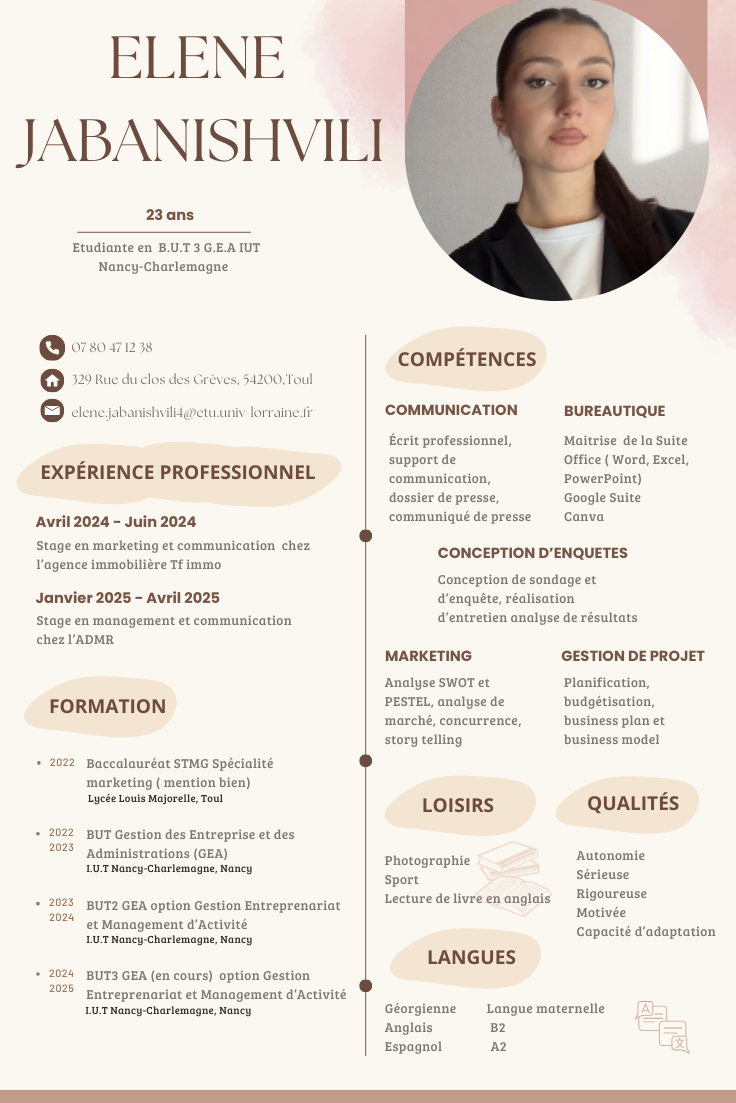 ELENE
JABANISHVILI
23 ans
Etudiante en B.U.T 3 G.E.A IUT
Nancy-Charlemagne
07 80 47 12 38
329 Rue du clos des Grèves, 54200,Toul
elene.jabanishvili4@etu.univ-lorraine.fr
EXPÉRIENCE PROFESSIONNEL
Avril 2024 - Juin 2024
Stage en marketing et communication chez
l'agence immobilière Tf immo
Janvier 2025 - Avril 2025
Stage en management et communication
chez l'ADMR
FORMATION
• 2022 Baccalauréat STMG Spécialité
marketing ( mention bien)
Lycée Louis Majorelle, Toul
• 2022 BUT Gestion des Entreprise et des
2023 Administrations (GEA)
I.U.T Nancy-Charlemagne, Nancy
• 2023 BUT2 GEA option Gestion Entreprenariat
2024 et Management d'Activité
I.U.T Nancy-Charlemagne, Nancy
• 2024 BUT3 GEA (en cours) option Gestion
2025 Entreprenariat et Management d'Activité
I.U.T Nancy-Charlemagne, Nancy
COMPÉTENCES
COMMUNICATION
Écrit professionnel,
support de
communication,
dossier de presse,
communiqué de presse
BUREAUTIQUE
Maitrise de la Suite
Office ( Word, Excel,
PowerPoint)
Google Suite
Canva
CONCEPTION D'ENQUETES
Conception de sondage et
d'enquête, réalisation
d'entretien analyse de résultats
MARKETING
Analyse SWOT et
PESTEL, analyse de
marché, concurrence,
story telling
GESTION DE PROJET
Planification,
budgétisation,
business plan et
business model
LOISIRS
Photographie
Sport
Lecture de livre en anglais
QUALITÉS
Autonomie
Sérieuse
Rigoureuse
Motivée
Capacité d'adaptation
LANGUES
Géorgienne Langue maternelle
Anglais B2
Espagnol A2
A
文